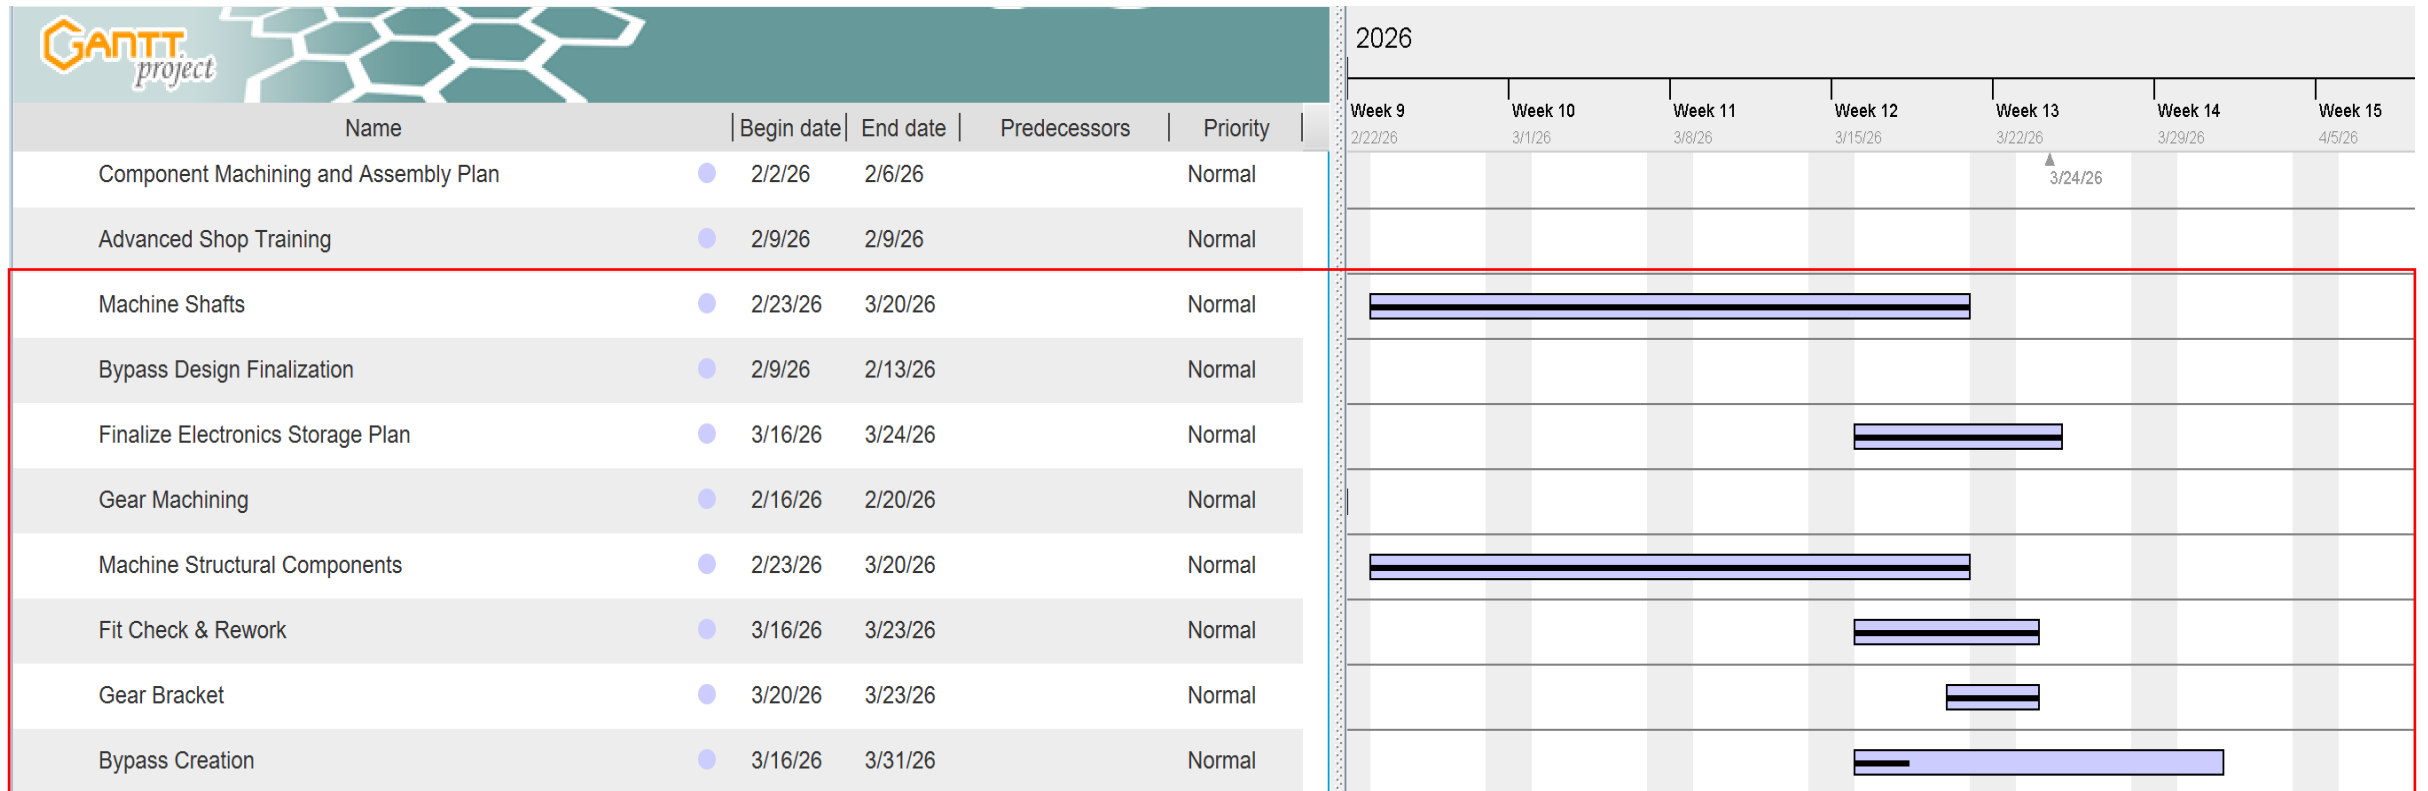 GANTT
project
2026
Week 9 Week 10 Week 11 Week 12 Week 13 Week 14 Week 15
2/22/26 3/1/26 3/8/26 3/15/26 3/22/26 3/29/26 4/5/26
3/24/26
Name Begin date End date Predecessors Priority
Component Machining and Assembly Plan 2/2/26 2/6/26 Normal
Advanced Shop Training 2/9/26 2/9/26 Normal
Machine Shafts 2/23/26 3/20/26 Normal
Bypass Design Finalization 2/9/26 2/13/26 Normal
Finalize Electronics Storage Plan 3/16/26 3/24/26 Normal
Gear Machining 2/16/26 2/20/26 Normal
Machine Structural Components 2/23/26 3/20/26 Normal
Fit Check & Rework 3/16/26 3/23/26 Normal
Gear Bracket 3/20/26 3/23/26 Normal
Bypass Creation 3/16/26 3/31/26 Normal